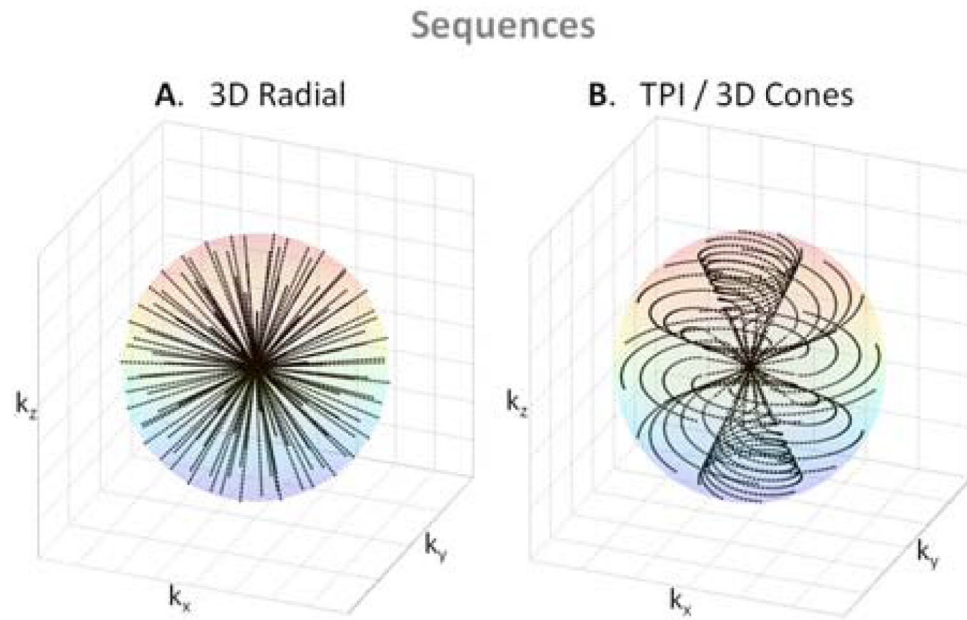 Sequences
A. 3D Radial
B. TPI / 3D Cones
kz
kx
ky
kz
kx
ky